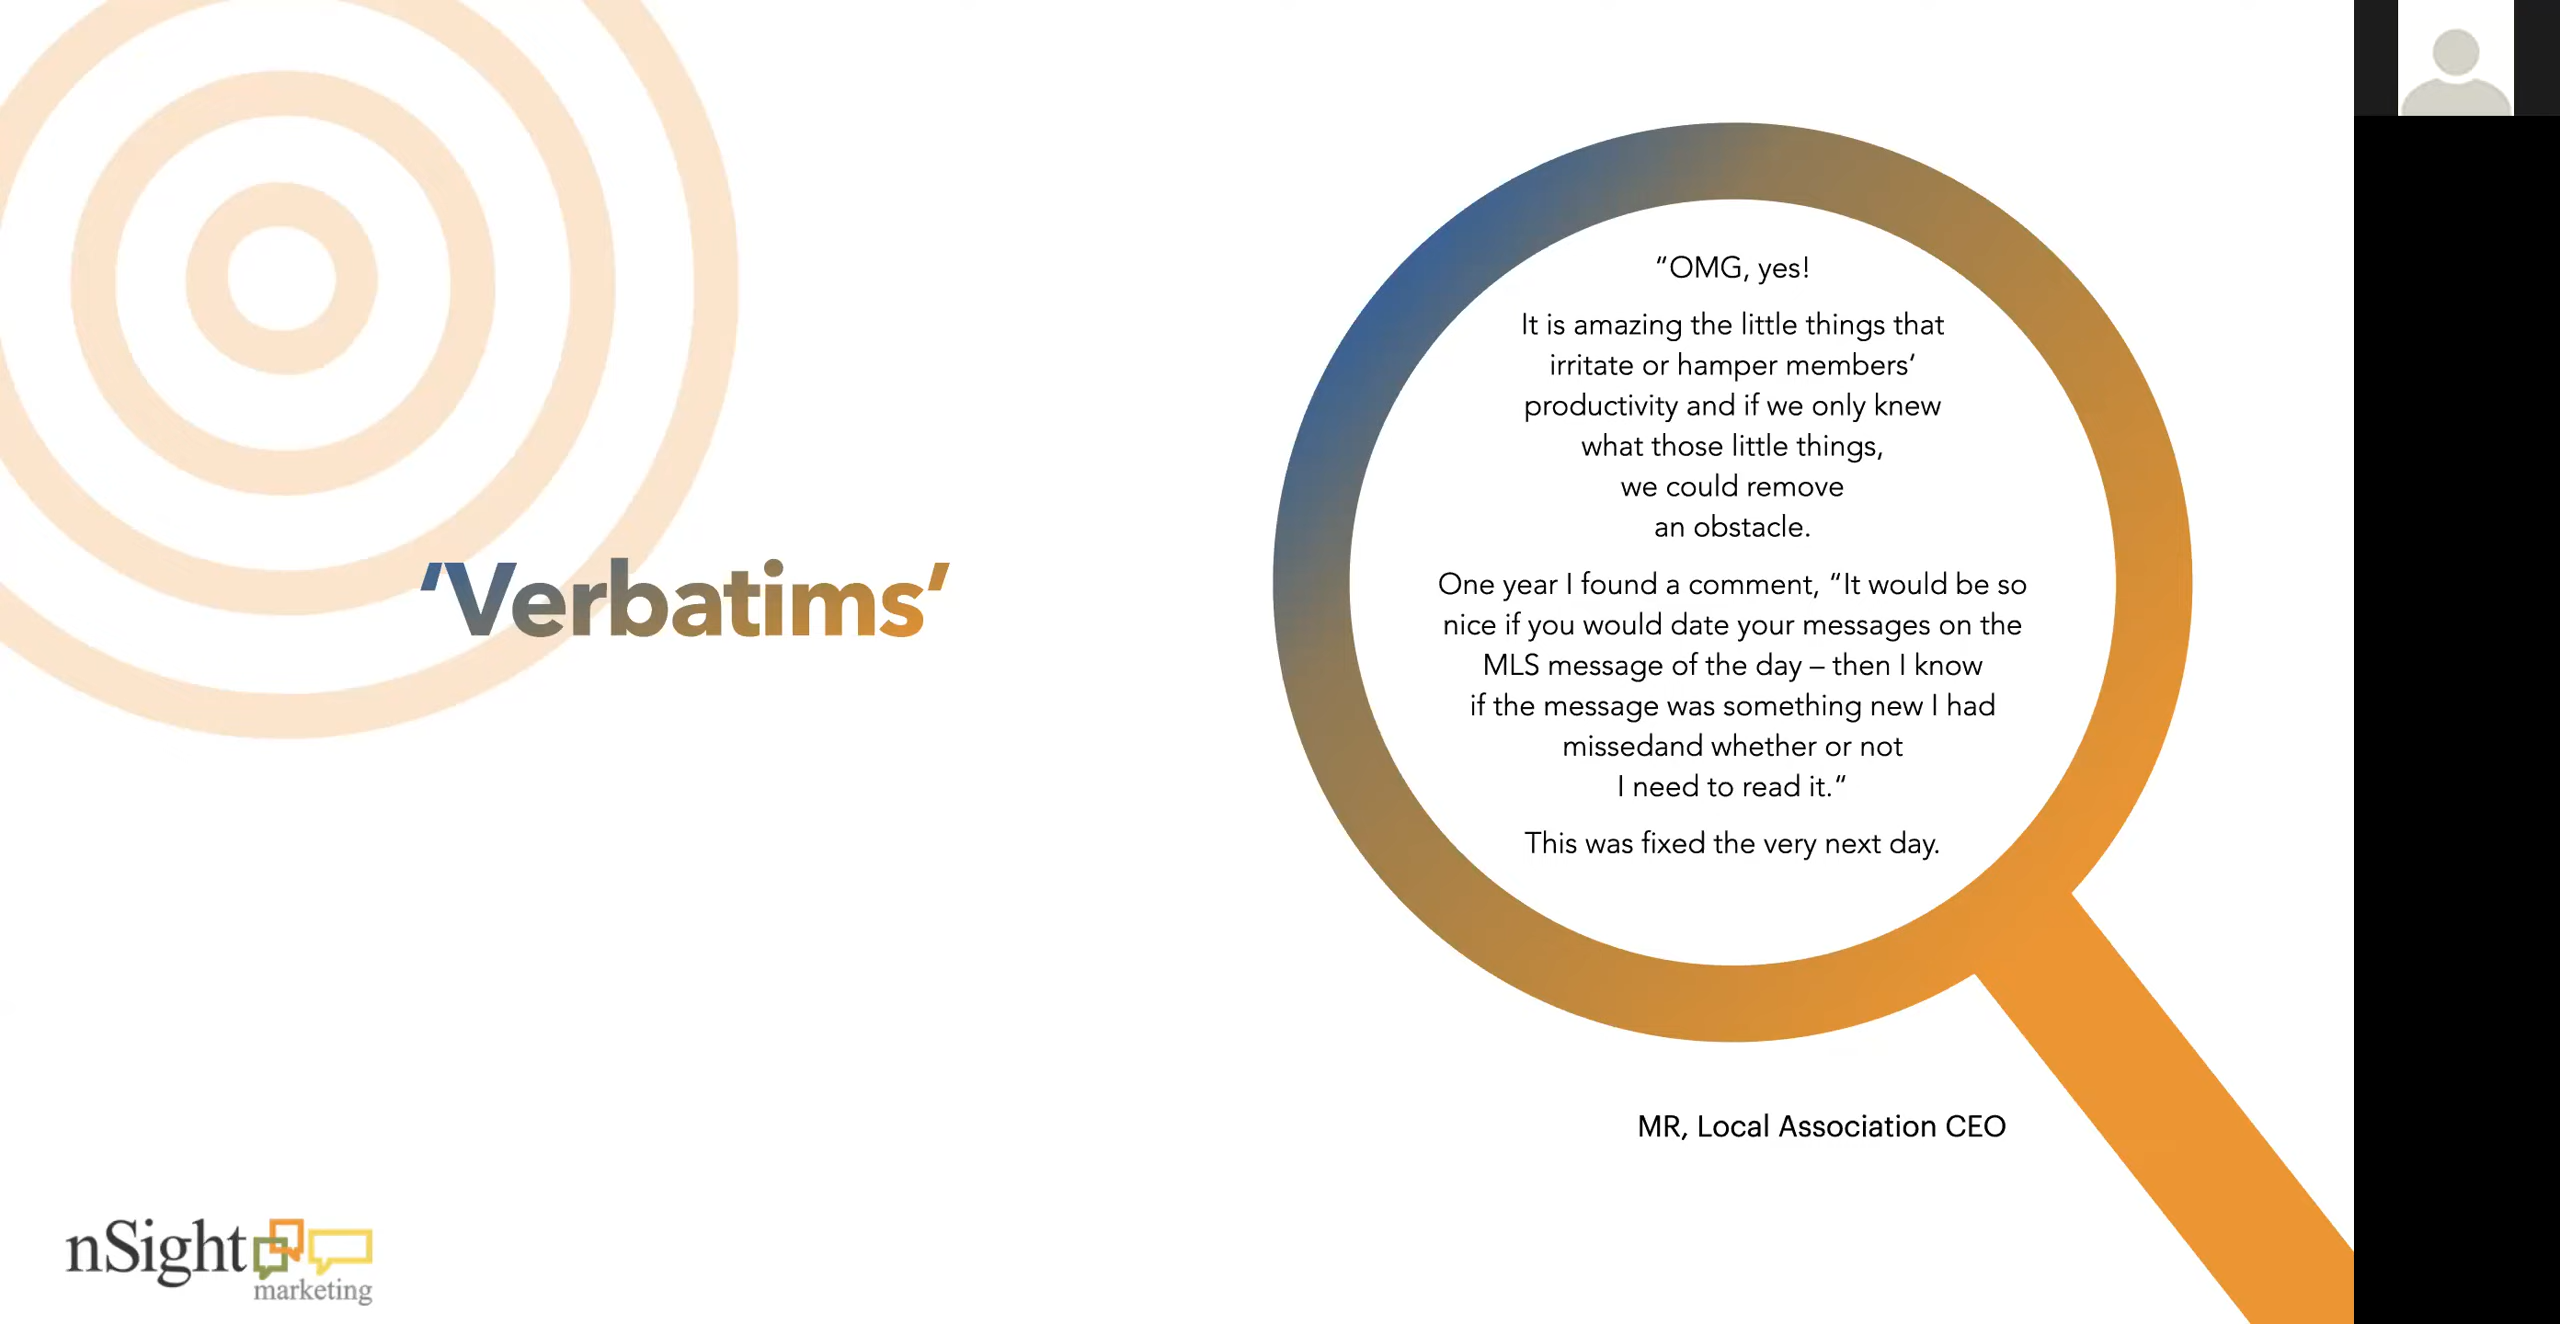 ‘Verbatims’
“OMG, yes!
It is amazing the little things that
irritate or hamper members’
productivity and if we only knew
what those little things,
we could remove
an obstacle.
One year I found a comment, “It would be so
nice if you would date your messages on the
MLS message of the day – then I know
if the message was something new I had
missedand whether or not
I need to read it.“
This was fixed the very next day.
MR, Local Association CEO
nSight
marketing